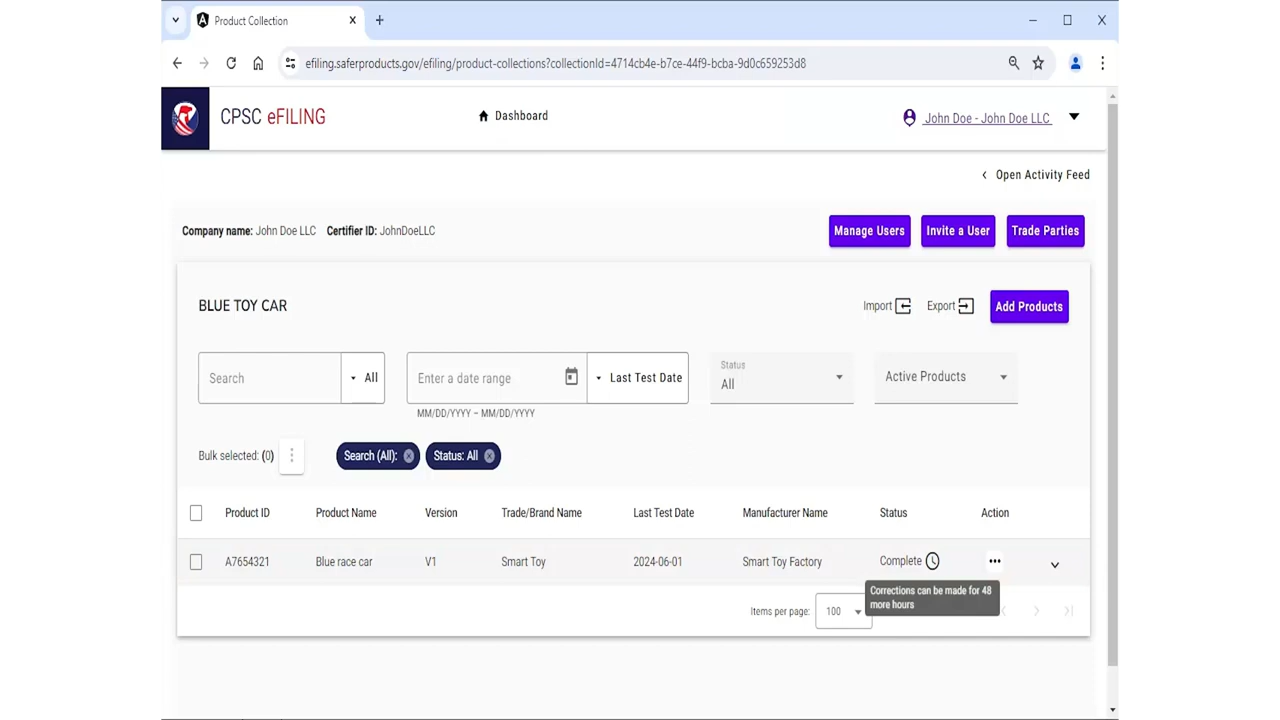 Product Collection
efiling.saferproducts.gov/efiling/product-collections?collectionId=4714cb4e-b7ce-44f9-bcba-9d0c659253d8
CPSC eFILING
Dashboard
John Doe - John Doe LLC
Open Activity Feed
Company name: John Doe LLC Certifier ID: JohnDoeLLC
Manage Users
Invite a User
Trade Parties
BLUE TOY CAR
Import
Export
Add Products
Search
All
Enter a date range
Last Test Date
Status
All
Active Products
MM/DD/YYYY – MM/DD/YYYY
Bulk selected: (0)
Search (All):
Status: All
Product ID Product Name Version Trade/Brand Name Last Test Date Manufacturer Name Status Action
A7654321 Blue race car V1 Smart Toy 2024-06-01 Smart Toy Factory Complete
Corrections can be made for 48
more hours
Items per page: 100